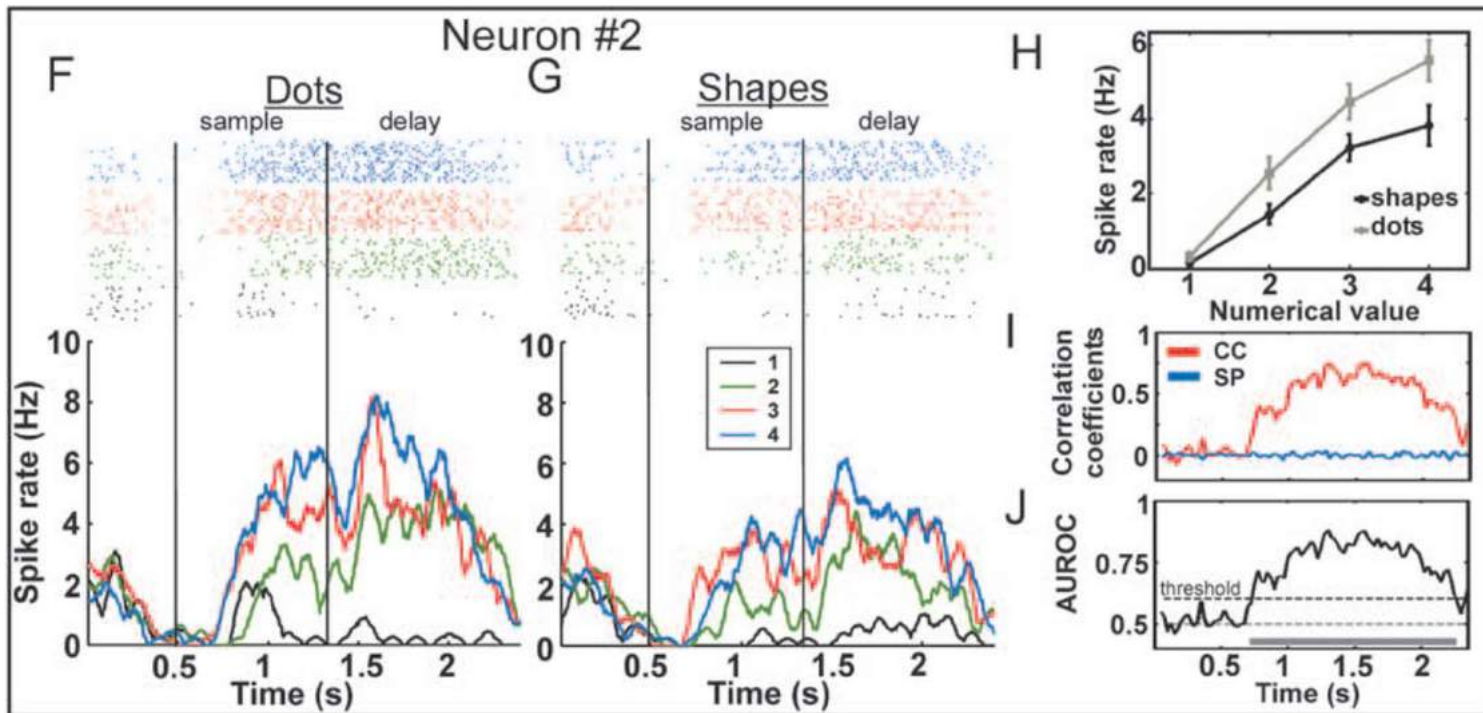 Neuron #2
F
Dots
sample delay
10
8
6
4
2
0
Spike rate (Hz)
0.5 1 1.5 2
Time (s)
G
Shapes
sample delay
10
8
6
4
2
0
1
2
3
4
0.5 1 1.5 2
Time (s)
H
Spike rate (Hz)
6
4
2
0
shapes
dots
1 2 3 4
Numerical value
I
Correlation
coefficients
1
0.5
0
CC
SP
J
AUROC
1
0.75
0.5
threshold
0.5 1 1.5 2
Time (s)